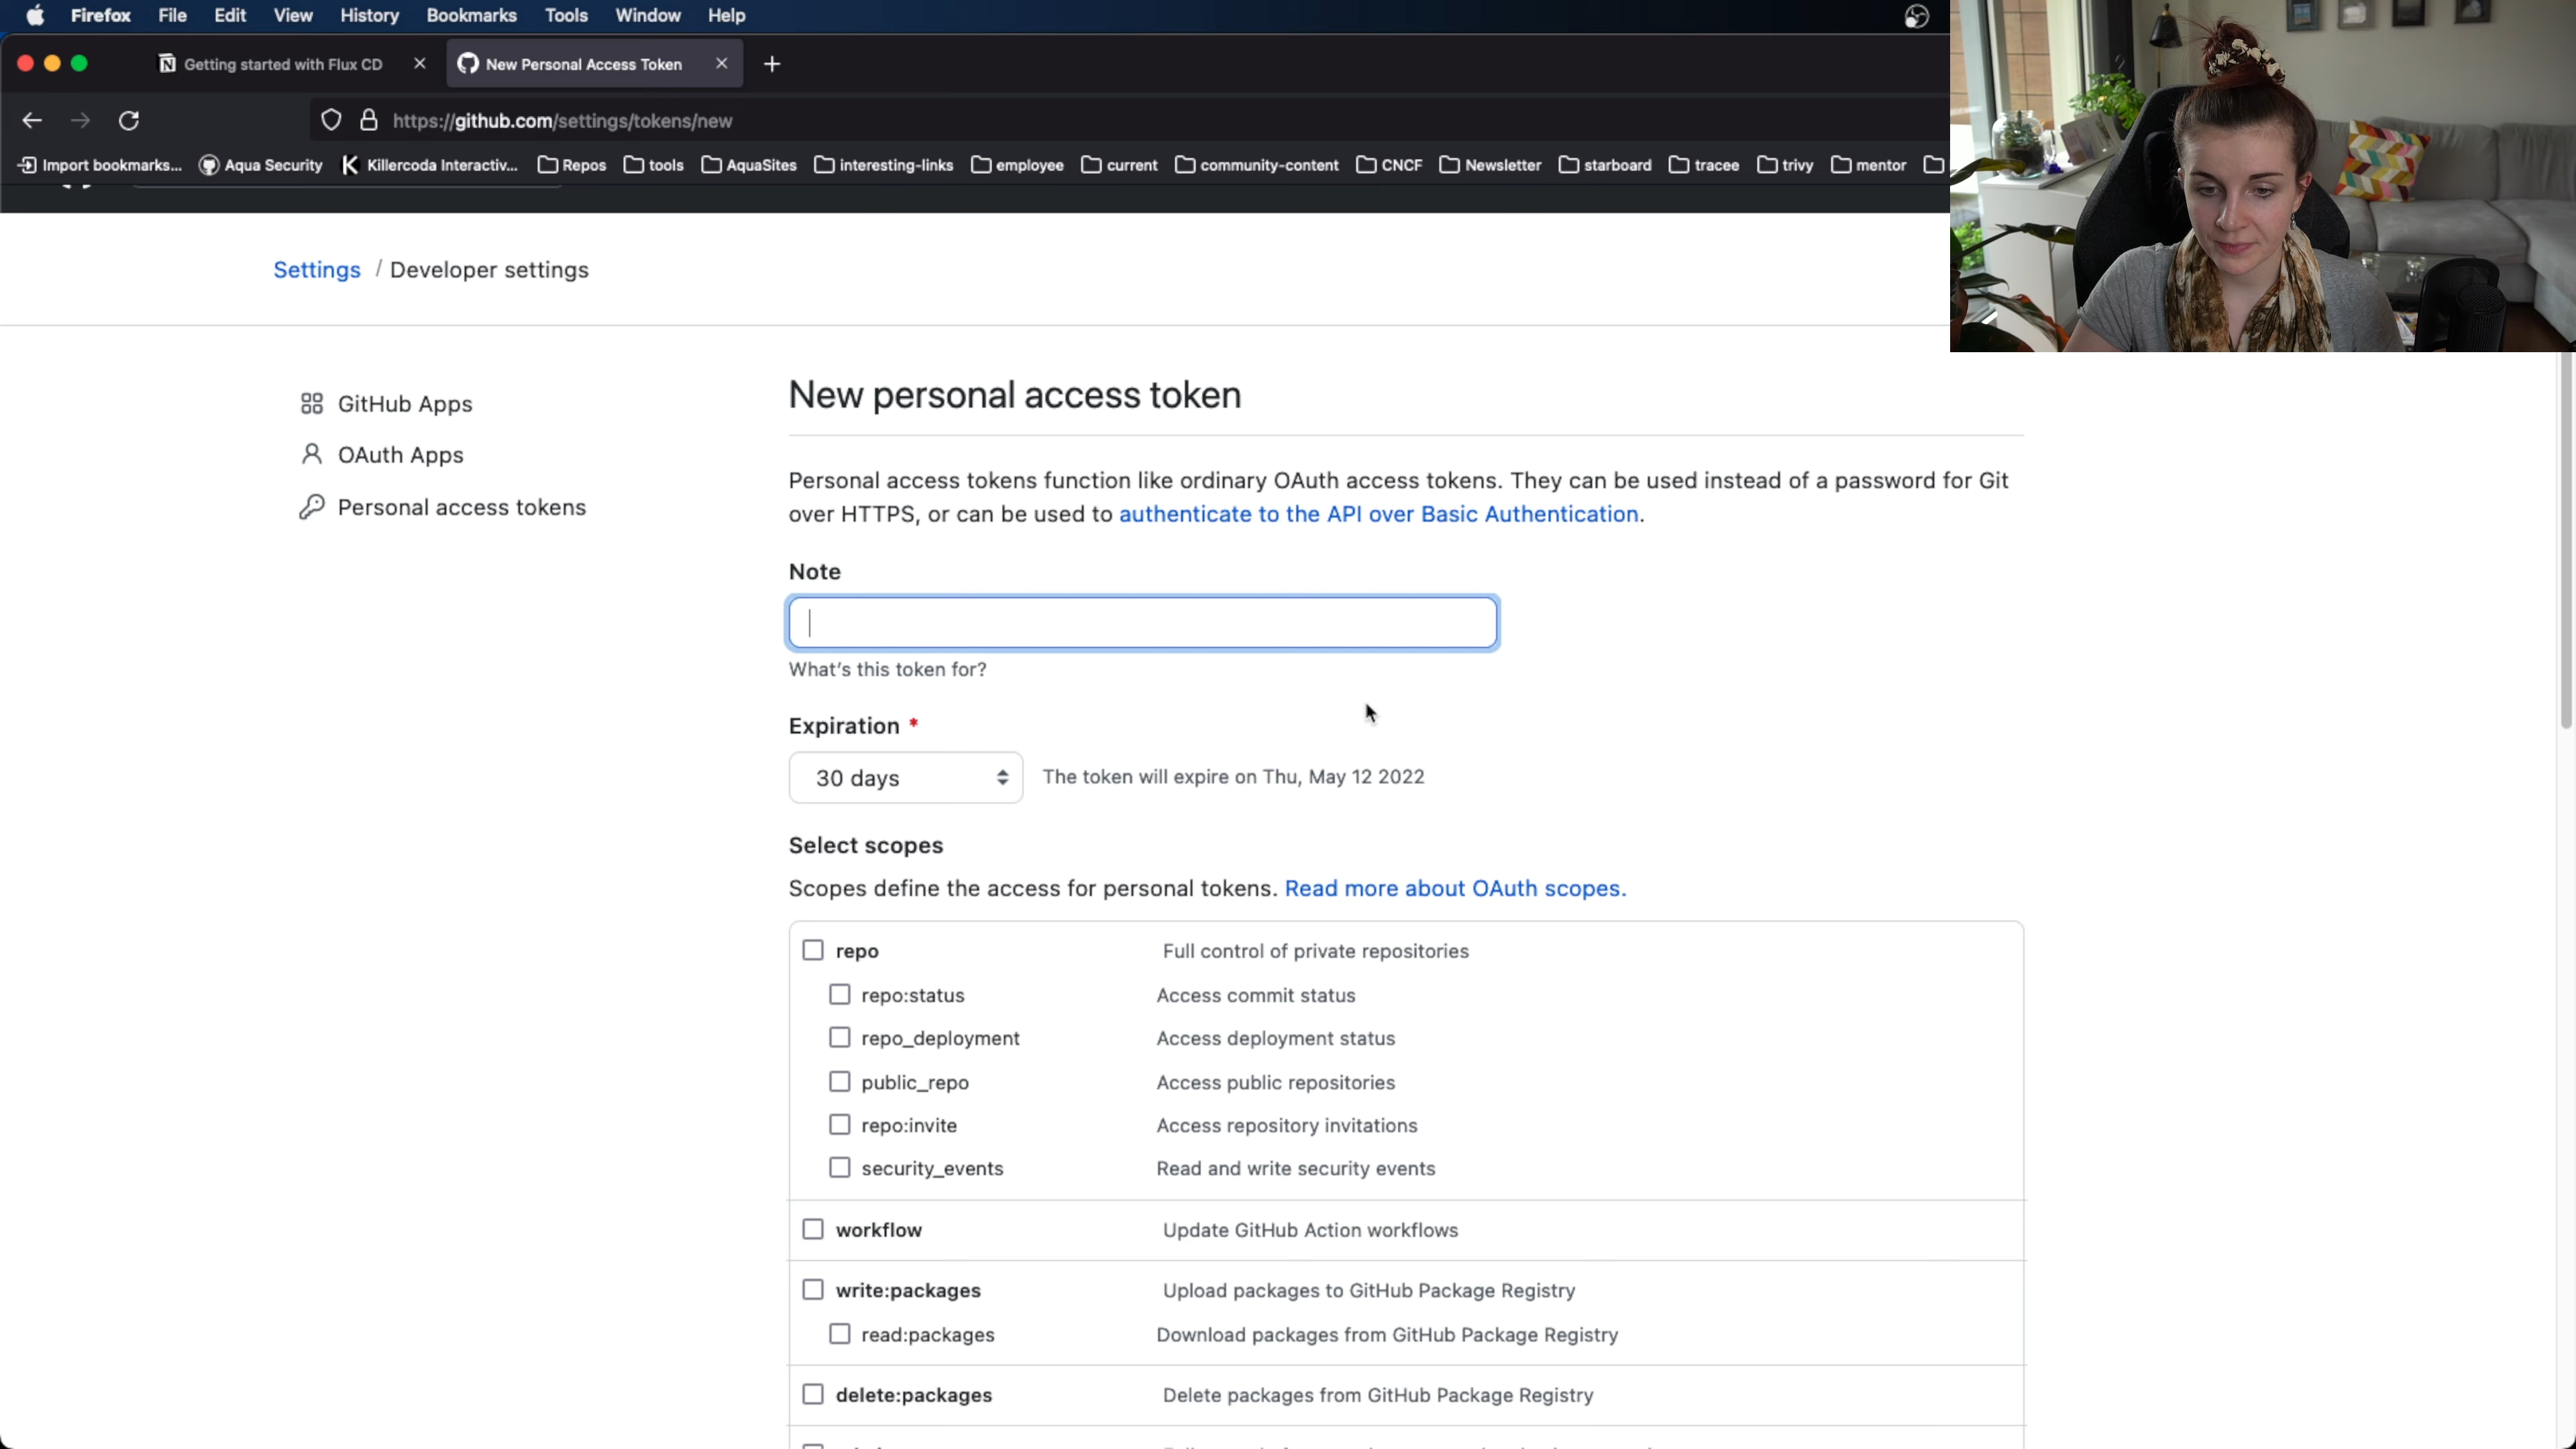 Firefox File Edit View History Bookmarks Tools Window Help
Getting started with Flux CD
New Personal Access Token
https://github.com/settings/tokens/new
Import bookmarks... Aqua Security Killercoda Interactiv... Repos tools AquaSites interesting-links employee current community-content CNCF Newsletter starboard tracee trivy mentor
Settings / Developer settings
GitHub Apps
OAuth Apps
Personal access tokens
New personal access token
Personal access tokens function like ordinary OAuth access tokens. They can be used instead of a password for Git
over HTTPS, or can be used to authenticate to the API over Basic Authentication.
Note
What's this token for?
Expiration *
30 days The token will expire on Thu, May 12 2022
Select scopes
Scopes define the access for personal tokens. Read more about OAuth scopes.
repo Full control of private repositories
repo:status Access commit status
repo_deployment Access deployment status
public_repo Access public repositories
repo:invite Access repository invitations
security_events Read and write security events
workflow Update GitHub Action workflows
write:packages Upload packages to GitHub Package Registry
read:packages Download packages from GitHub Package Registry
delete:packages Delete packages from GitHub Package Registry